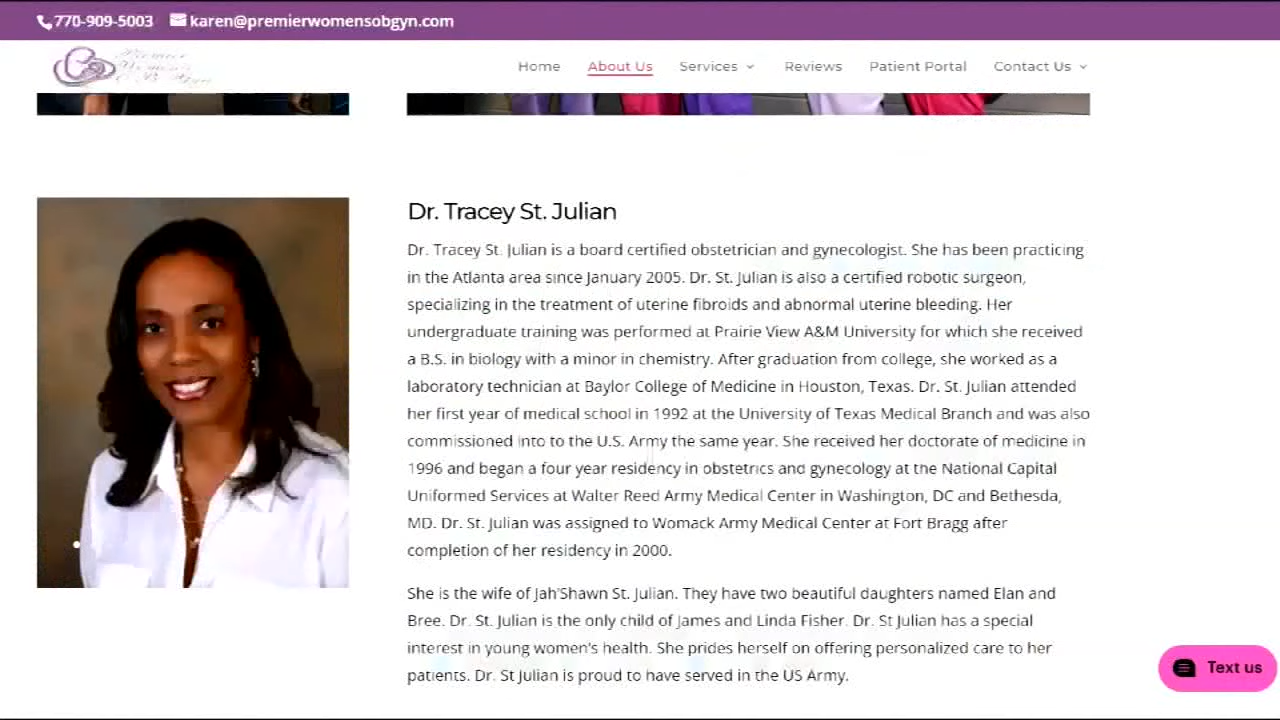 770-909-5003 karen@premierwomensobgyn.com
Premier
Women's
OB Gyn
Home About Us Services Reviews Patient Portal Contact Us
Dr. Tracey St. Julian
Dr. Tracey St. Julian is a board certified obstetrician and gynecologist. She has been practicing
in the Atlanta area since January 2005. Dr. St. Julian is also a certified robotic surgeon,
specializing in the treatment of uterine fibroids and abnormal uterine bleeding. Her
undergraduate training was performed at Prairie View A&M University for which she received
a B.S. in biology with a minor in chemistry. After graduation from college, she worked as a
laboratory technician at Baylor College of Medicine in Houston, Texas. Dr. St. Julian attended
her first year of medical school in 1992 at the University of Texas Medical Branch and was also
commissioned into to the U.S. Army the same year. She received her doctorate of medicine in
1996 and began a four year residency in obstetrics and gynecology at the National Capital
Uniformed Services at Walter Reed Army Medical Center in Washington, DC and Bethesda,
MD. Dr. St. Julian was assigned to Womack Army Medical Center at Fort Bragg after
completion of her residency in 2000.
She is the wife of Jah'Shawn St. Julian. They have two beautiful daughters named Elan and
Bree. Dr. St. Julian is the only child of James and Linda Fisher. Dr. St Julian has a special
interest in young women's health. She prides herself on offering personalized care to her
patients. Dr. St Julian is proud to have served in the US Army.
Text us